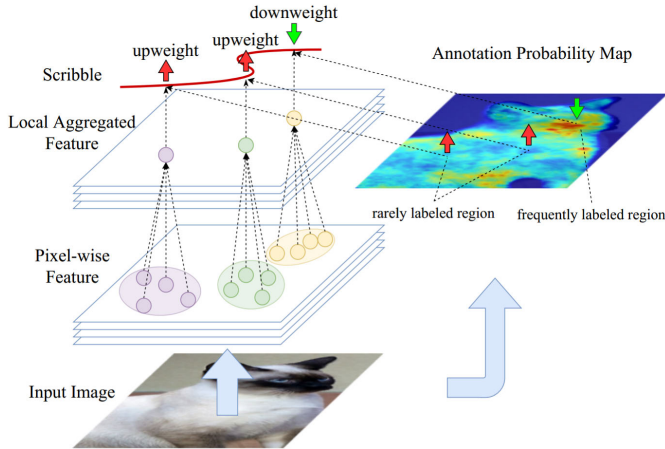 downweight
upweight
upweight
Scribble
Annotation Probability Map
Local Aggregated
Feature
rarely labeled region
frequently labeled region
Pixel-wise
Feature
Input Image